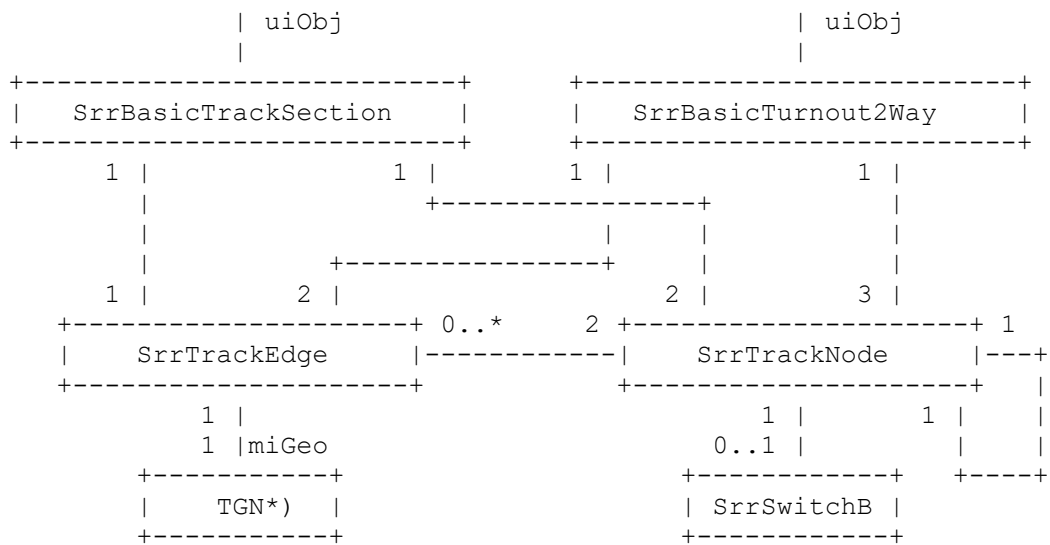 | uiObj | uiObj
| |
+-----------------------+ +-----------------------+
| SrrBasicTrackSection | | SrrBasicTurnout2Way |
+-----------------------+ +-----------------------+
1 | 1 | 1 | 1 |
| +---------------+ |
| | | |
| +---------------+ | |
1 | 2 | 2 | 3 |
+------------------+ 0..* 2 +------------------+ 1
| SrrTrackEdge |----------| SrrTrackNode |---+
+------------------+ +------------------+ |
1 | 1 | 1 | |
1 |miGeo 0..1 | | |
+----------+ +-----------+ +----+
| TGN*) | | SrrSwitchB |
+----------+ +-----------+